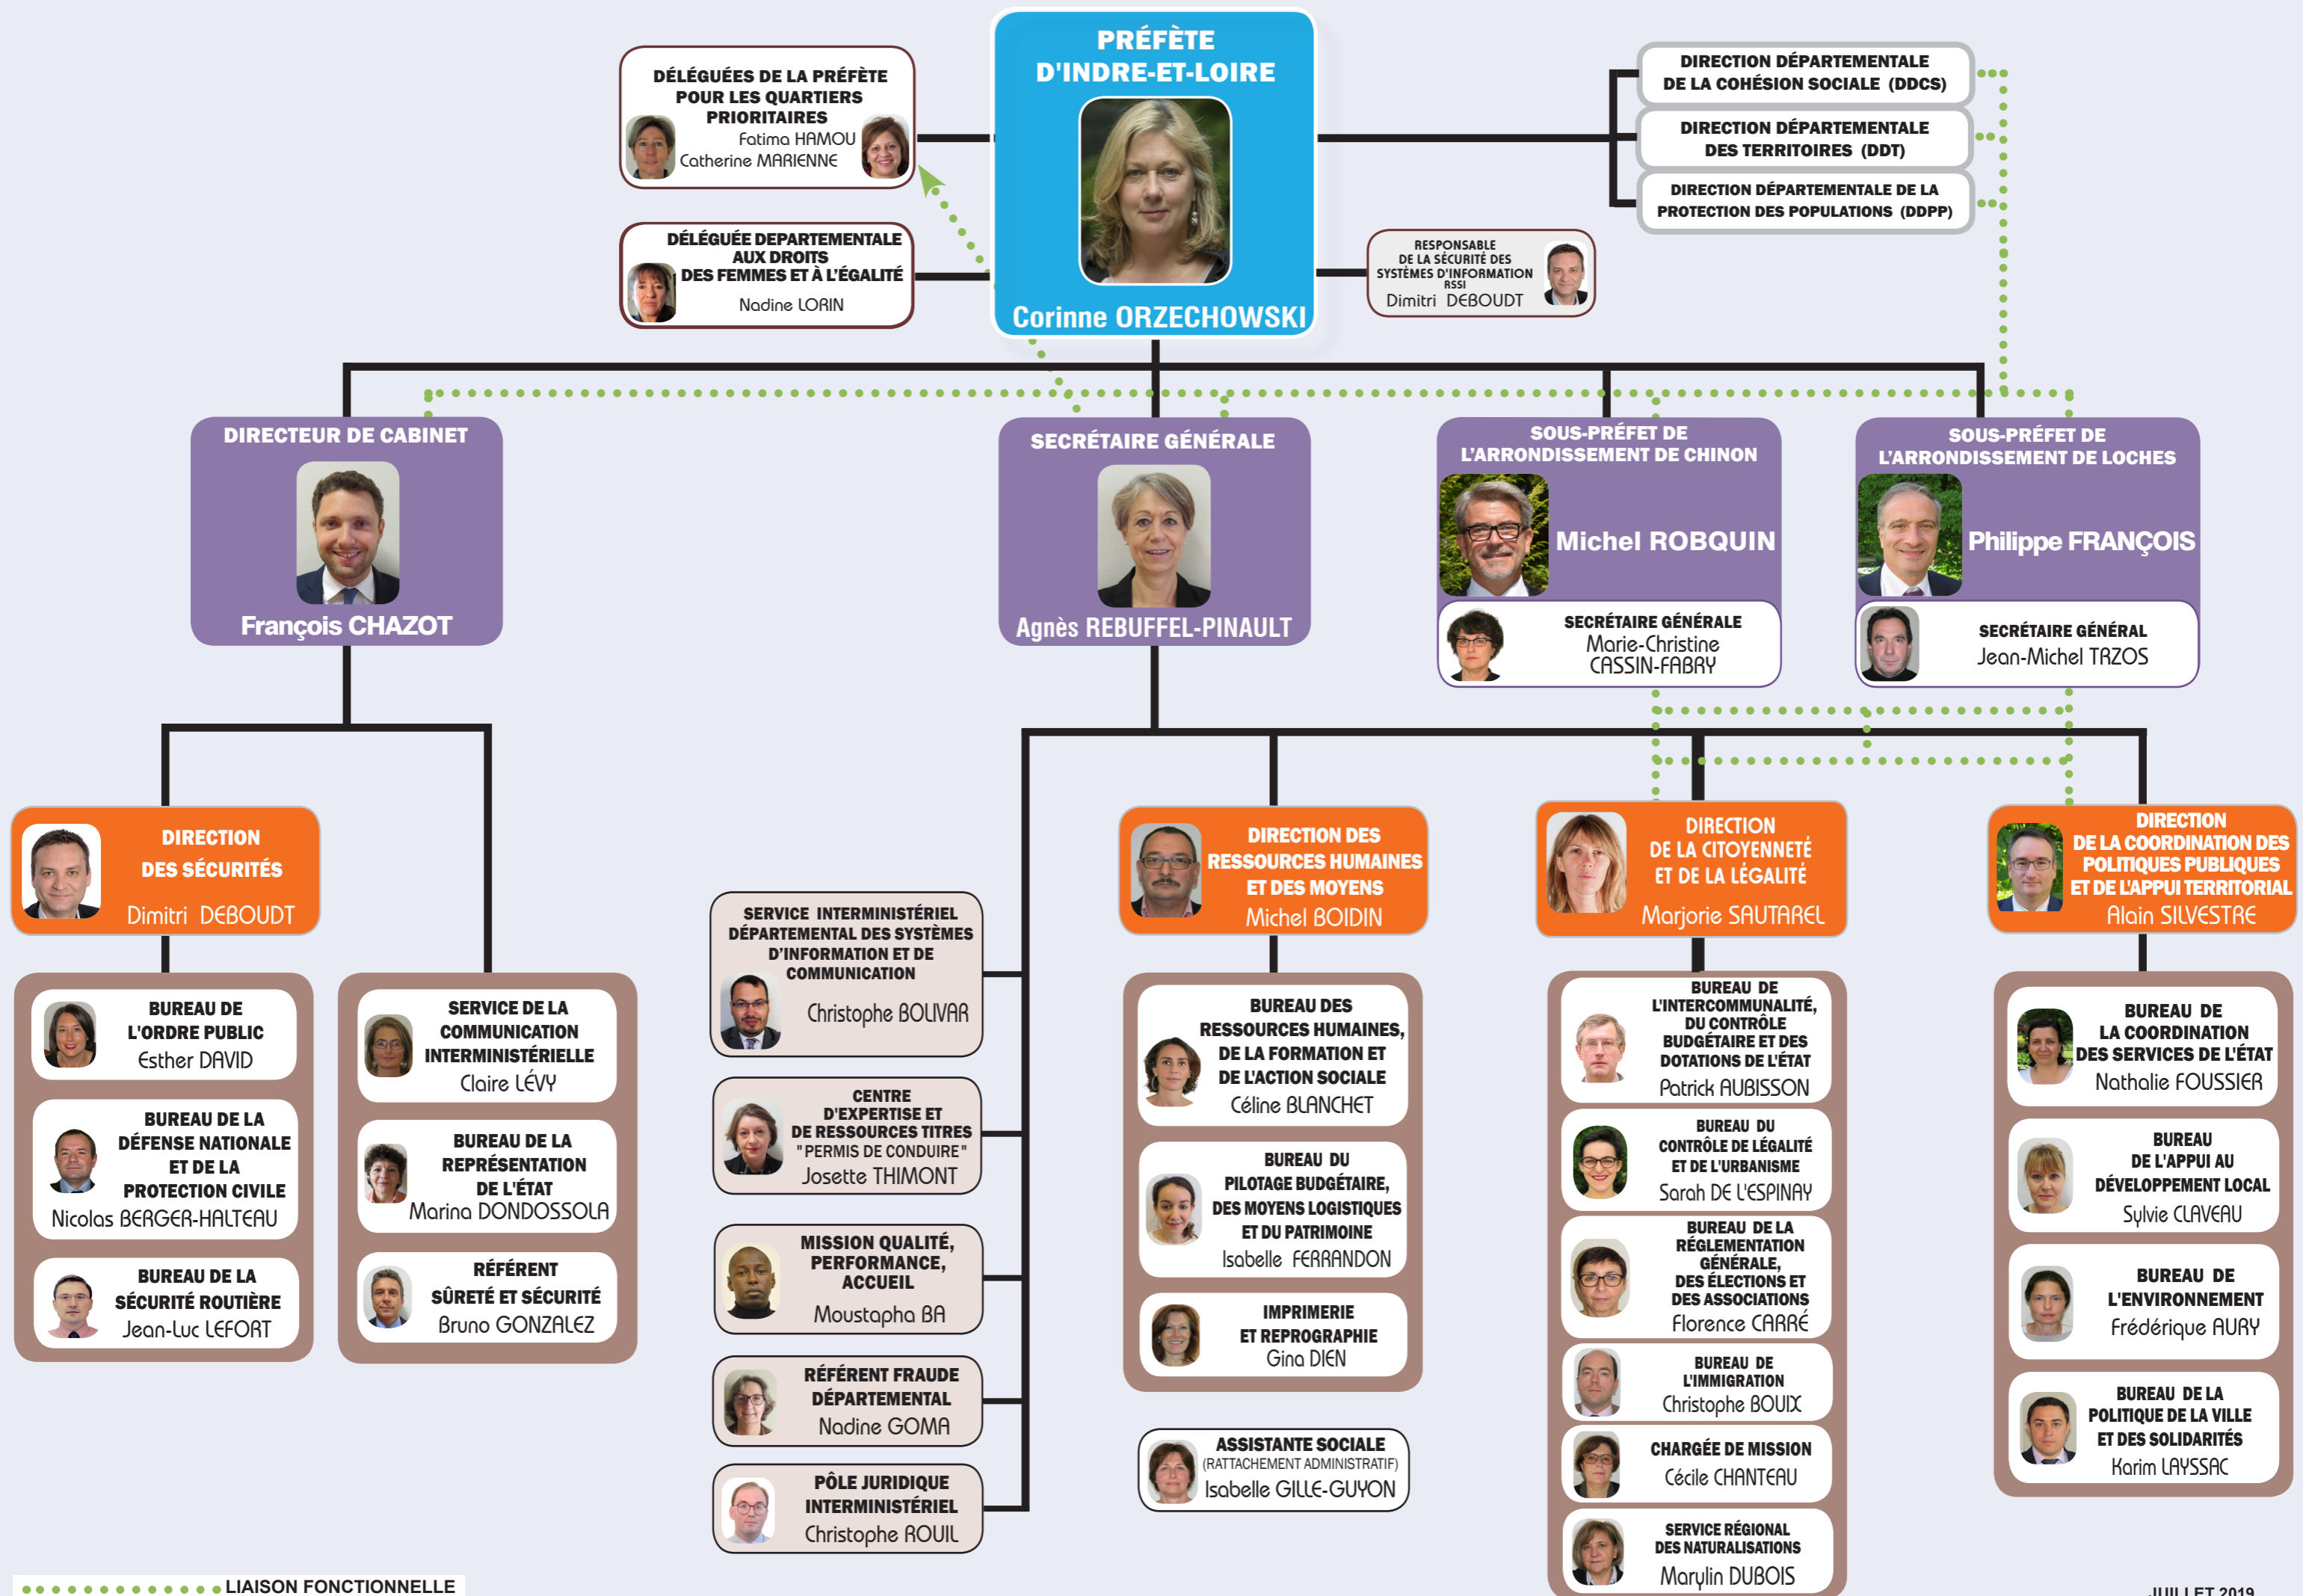 PRÉFÈTE
D'INDRE-ET-LOIRE
Corinne ORZECHOWSKI
DÉLÉGUÉES DE LA PRÉFÈTE
POUR LES QUARTIERS
PRIORITAIRES
Fatima HAMOU
Catherine MARIENNE
DÉLÉGUÉE DEPARTEMENTALE
AUX DROITS
DES FEMMES ET À L'ÉGALITÉ
Nadine LORIN
DIRECTION DÉPARTEMENTALE
DE LA COHÉSION SOCIALE (DDCS)
DIRECTION DÉPARTEMENTALE
DES TERRITOIRES (DDT)
DIRECTION DÉPARTEMENTALE DE LA
PROTECTION DES POPULATIONS (DDPP)
RESPONSABLE
DE LA SÉCURITÉ DES
SYSTÈMES D'INFORMATION
RSSI
Dimitri DEBOUDT
DIRECTEUR DE CABINET
François CHAZOT
SECRÉTAIRE GÉNÉRALE
Agnès REBUFFEL-PINAULT
SOUS-PRÉFET DE
L'ARRONDISSEMENT DE CHINON
Michel ROBQUIN
SECRÉTAIRE GÉNÉRALE
Marie-Christine
CASSIN-FABRY
SOUS-PRÉFET DE
L'ARRONDISSEMENT DE LOCHES
Philippe FRANÇOIS
SECRÉTAIRE GÉNÉRAL
Jean-Michel TRZOS
DIRECTION
DES SÉCURITÉS
Dimitri DEBOUDT
BUREAU DE
L'ORDRE PUBLIC
Esther DAVID
BUREAU DE LA
DÉFENSE NATIONALE
ET DE LA
PROTECTION CIVILE
Nicolas BERGER-HALTEAU
BUREAU DE LA
SÉCURITÉ ROUTIÈRE
Jean-Luc LEFORT
SERVICE DE LA
COMMUNICATION
INTERMINISTÉRIELLE
Claire LÉVY
BUREAU DE LA
REPRÉSENTATION
DE L'ÉTAT
Marina DONDOSSOLA
RÉFÉRENT
SÛRETÉ ET SÉCURITÉ
Bruno GONZALEZ
SERVICE INTERMINISTÉRIEL
DÉPARTEMENTAL DES SYSTÈMES
D'INFORMATION ET DE
COMMUNICATION
Christophe BOLIVAR
CENTRE
D'EXPERTISE ET
DE RESSOURCES TITRES
"PERMIS DE CONDUIRE"
Josette THIMONT
MISSION QUALITÉ,
PERFORMANCE,
ACCUEIL
Moustapha BA
RÉFÉRENT FRAUDE
DÉPARTEMENTAL
Nadine GOMA
PÔLE JURIDIQUE
INTERMINISTÉRIEL
Christophe ROUIL
DIRECTION DES
RESSOURCES HUMAINES
ET DES MOYENS
Michel BOIDIN
BUREAU DES
RESSOURCES HUMAINES,
DE LA FORMATION ET
DE L'ACTION SOCIALE
Céline BLANCHET
BUREAU DU
PILOTAGE BUDGÉTAIRE,
DES MOYENS LOGISTIQUES
ET DU PATRIMOINE
Isabelle FERRANDON
IMPRIMERIE
ET REPROGRAPHIE
Gina DIEN
ASSISTANTE SOCIALE
(RATTACHEMENT ADMINISTRATIF)
Isabelle GILLE-GUYON
DIRECTION
DE LA CITOYENNETÉ
ET DE LA LÉGALITÉ
Marjorie SAUTAREL
BUREAU DE
L'INTERCOMMUNALITÉ,
DU CONTRÔLE
BUDGÉTAIRE ET DES
DOTATIONS DE L'ÉTAT
Patrick AUBISSON
BUREAU DU
CONTRÔLE DE LÉGALITÉ
ET DE L'URBANISME
Sarah DE L'ESPINAY
BUREAU DE LA
RÉGLEMENTATION
GÉNÉRALE,
DES ÉLECTIONS ET
DES ASSOCIATIONS
Florence CARRÉ
BUREAU DE
L'IMMIGRATION
Christophe BOUIX
CHARGÉE DE MISSION
Cécile CHANTEAU
SERVICE RÉGIONAL
DES NATURALISATIONS
Marylin DUBOIS
DIRECTION
DE LA COORDINATION DES
POLITIQUES PUBLIQUES
ET DE L'APPUI TERRITORIAL
Alain SILVESTRE
BUREAU DE
LA COORDINATION
DES SERVICES DE L'ÉTAT
Nathalie FOUSSIER
BUREAU
DE L'APPUI AU
DÉVELOPPEMENT LOCAL
Sylvie CLAVEAU
BUREAU DE
L'ENVIRONNEMENT
Frédérique AURY
BUREAU DE LA
POLITIQUE DE LA VILLE
ET DES SOLIDARITÉS
Karim LAYSSAC
LIAISON FONCTIONNELLE
JUILLET 2019